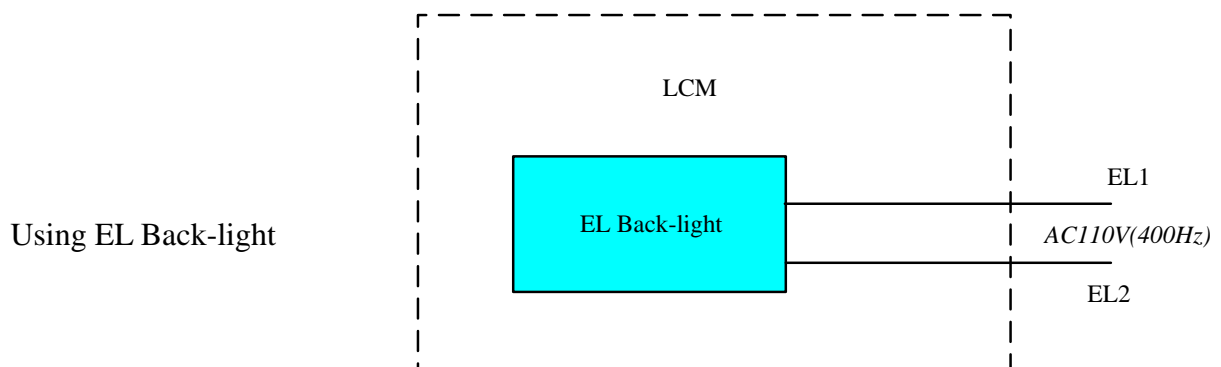 LCM
EL1
EL Back-light
Using EL Back-light
AC110V(400Hz)
EL2